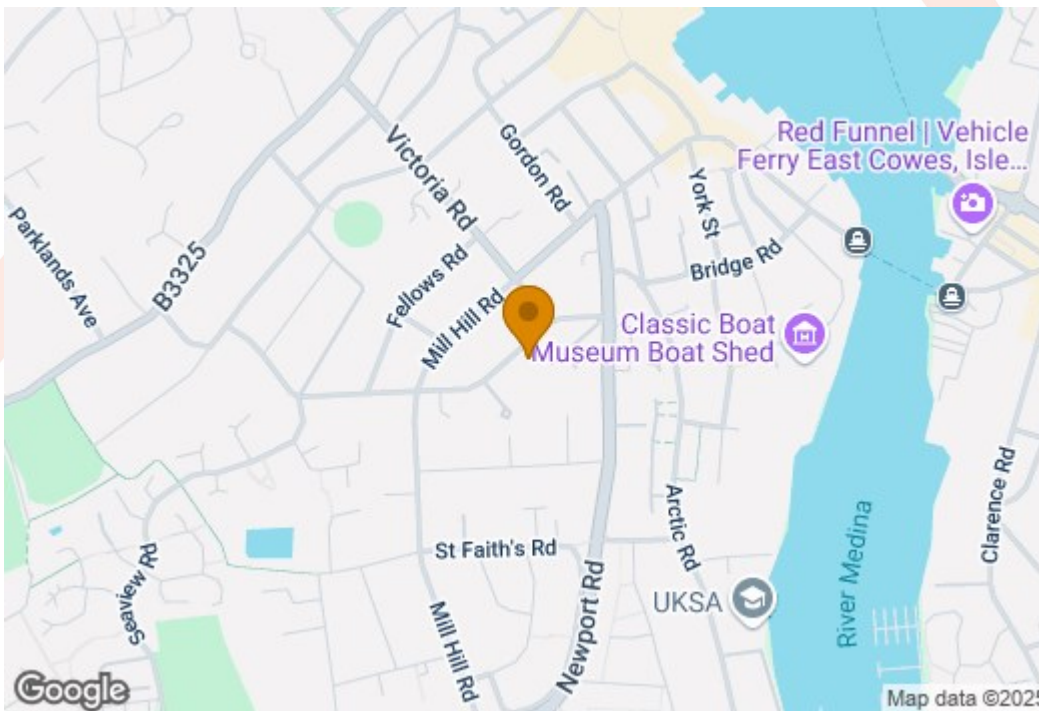 Red Funnel | Vehicle
Ferry East Cowes, Isle...
Victoria Rd
Gordon Rd
York St
Parklands Ave
B3325
Fellows Rd
Bridge Rd
Mill Hill Rd
Classic Boat
Museum Boat Shed
Clarence Rd
Arctic Rd
St Faith's Rd
Seaview Rd
River Medina
UKSA
Newport Rd
Mill Hill Rd
Google
Map data ©2025